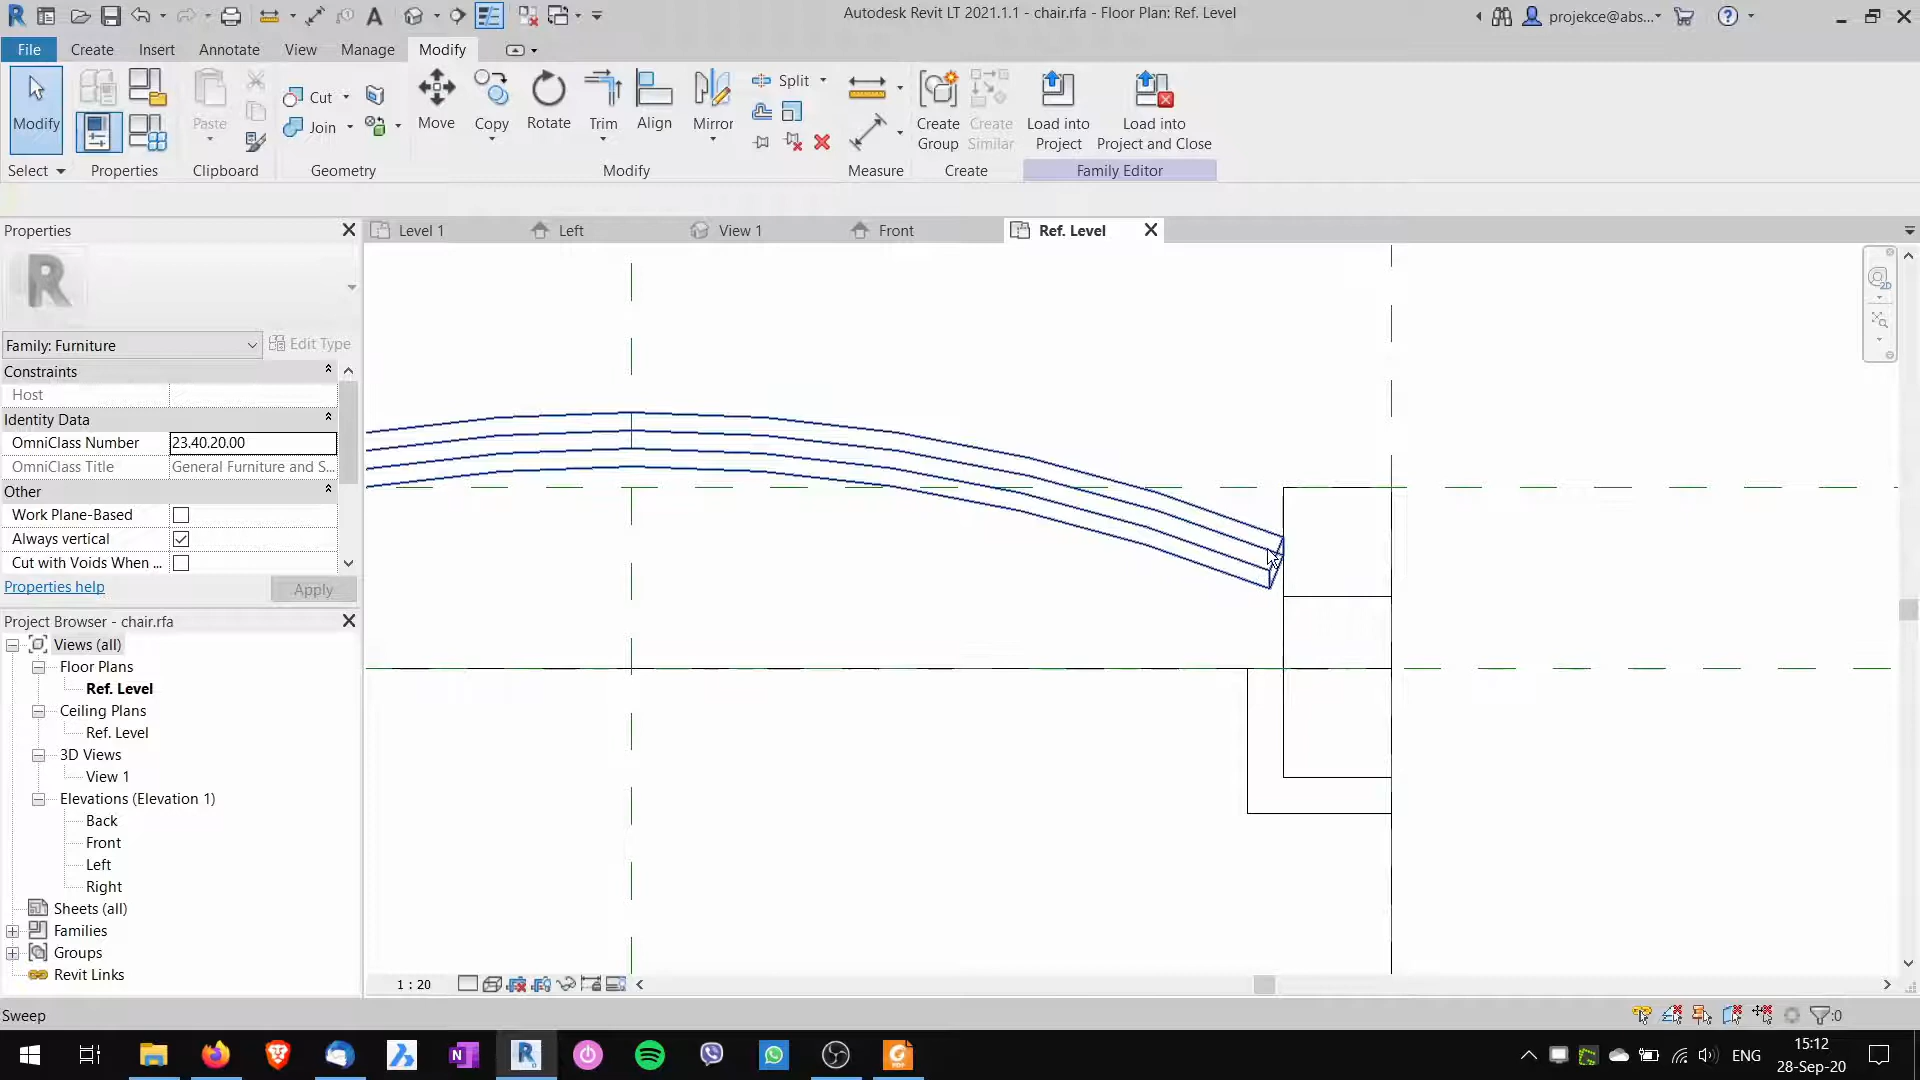 Autodesk Revit LT 2021.1.1 - chair.rfa - Floor Plan: Ref. Level
projekce@abs...
File Create Insert Annotate View Manage Modify
Modify
Paste
Cut
Join
Move Copy Rotate Trim Align Mirror
Split
Create Group
Create Similar
Load into Project
Load into Project and Close
Select Properties Clipboard Geometry Modify Measure Create Family Editor
Properties
Level 1 Left View 1 Front Ref. Level
Family: Furniture
Edit Type
Constraints
Host
Identity Data
OmniClass Number 23.40.20.00
OmniClass Title General Furniture and S...
Other
Work Plane-Based
Always vertical
Cut with Voids When ...
Properties help
Apply
Project Browser - chair.rfa
Views (all)
Floor Plans
Ref. Level
Ceiling Plans
Ref. Level
3D Views
View 1
Elevations (Elevation 1)
Back
Front
Left
Right
Sheets (all)
Families
Groups
Revit Links
1 : 20
Sweep
:0
ENG
15:12
28-Sep-20